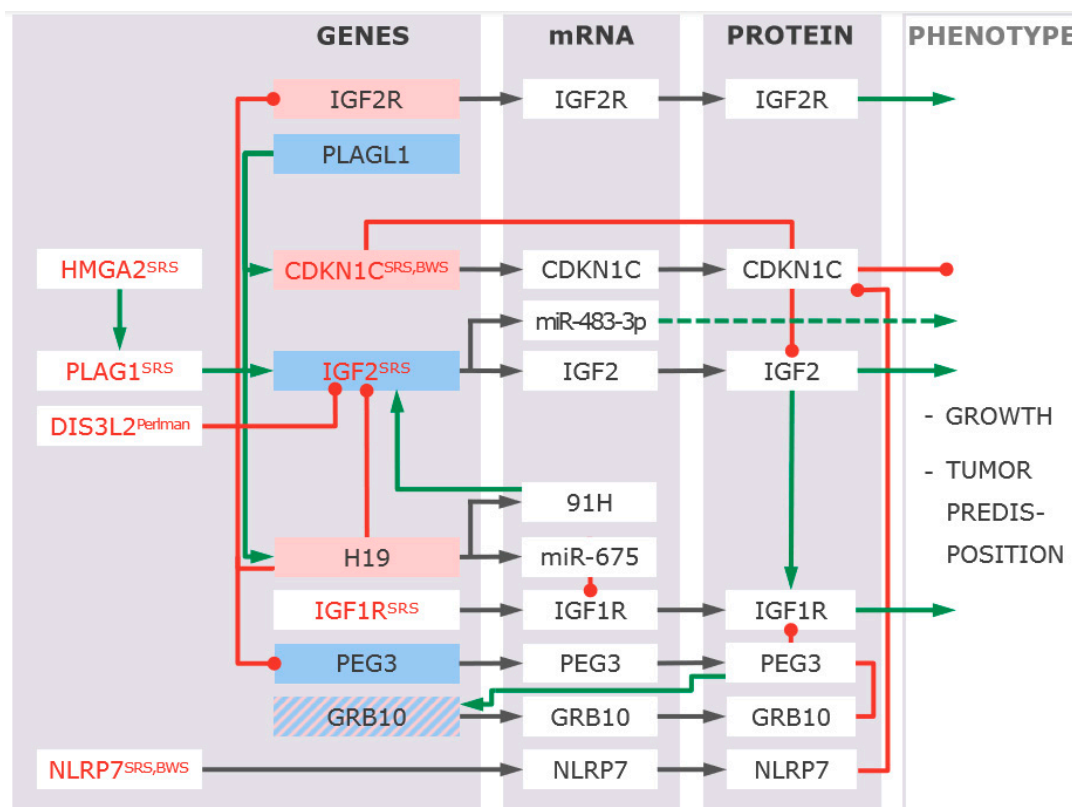 GENES mRNA PROTEIN PHENOTYPE
IGF2R IGF2R IGF2R
PLAGL1
HMGA2SRS CDKN1CSRS,BWS CDKN1C CDKN1C
miR-483-3p
PLAG1SRS IGF2SRS IGF2 IGF2
DIS3L2Perlman - GROWTH
- TUMOR
PREDIS-
POSITION
91H
H19 miR-675
IGF1RSRS IGF1R IGF1R
PEG3 PEG3 PEG3
GRB10 GRB10 GRB10
NLRP7SRS,BWS NLRP7 NLRP7